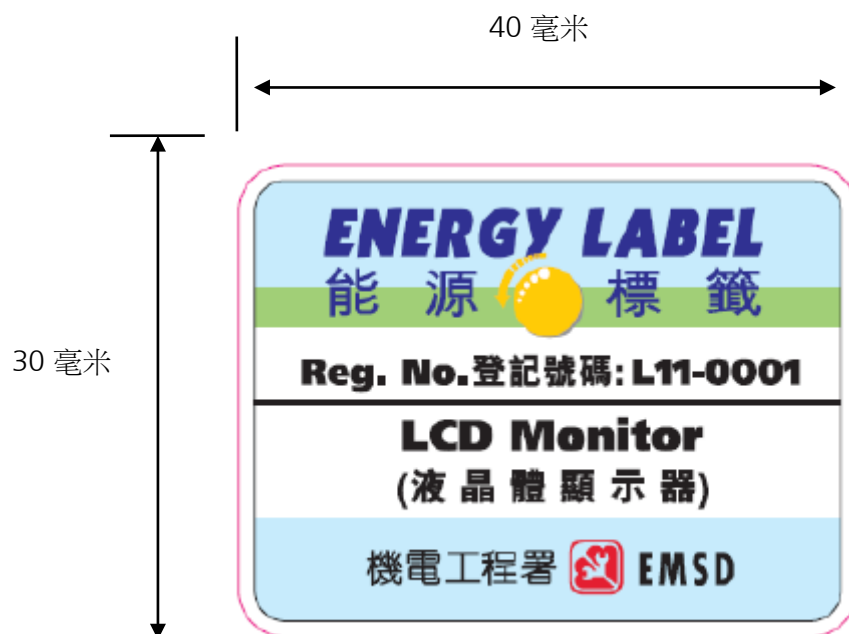 40 毫米
ENERGY LABEL
能 源 標 籤
30 毫米
Reg. No.登記號碼: L11-0001
LCD Monitor
(液 晶 體 顯 示 器)
機電工程署 EMSD